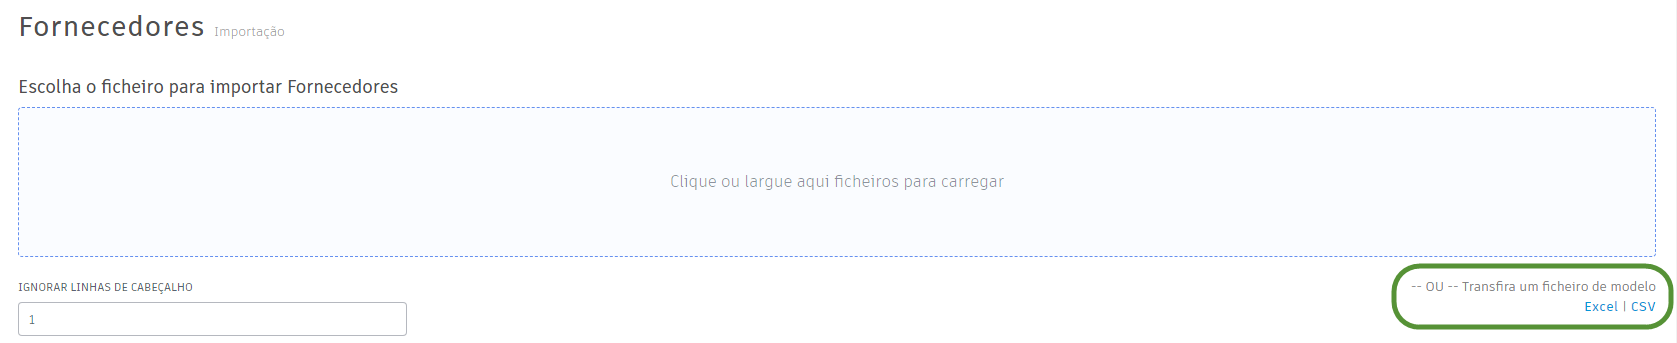 Fornecedores Importação
Escolha o ficheiro para importar Fornecedores
Clique ou largue aqui ficheiros para carregar
IGNORAR LINHAS DE CABEÇALHO
1
-- OU -- Transfira um ficheiro de modelo
Excel | CSV